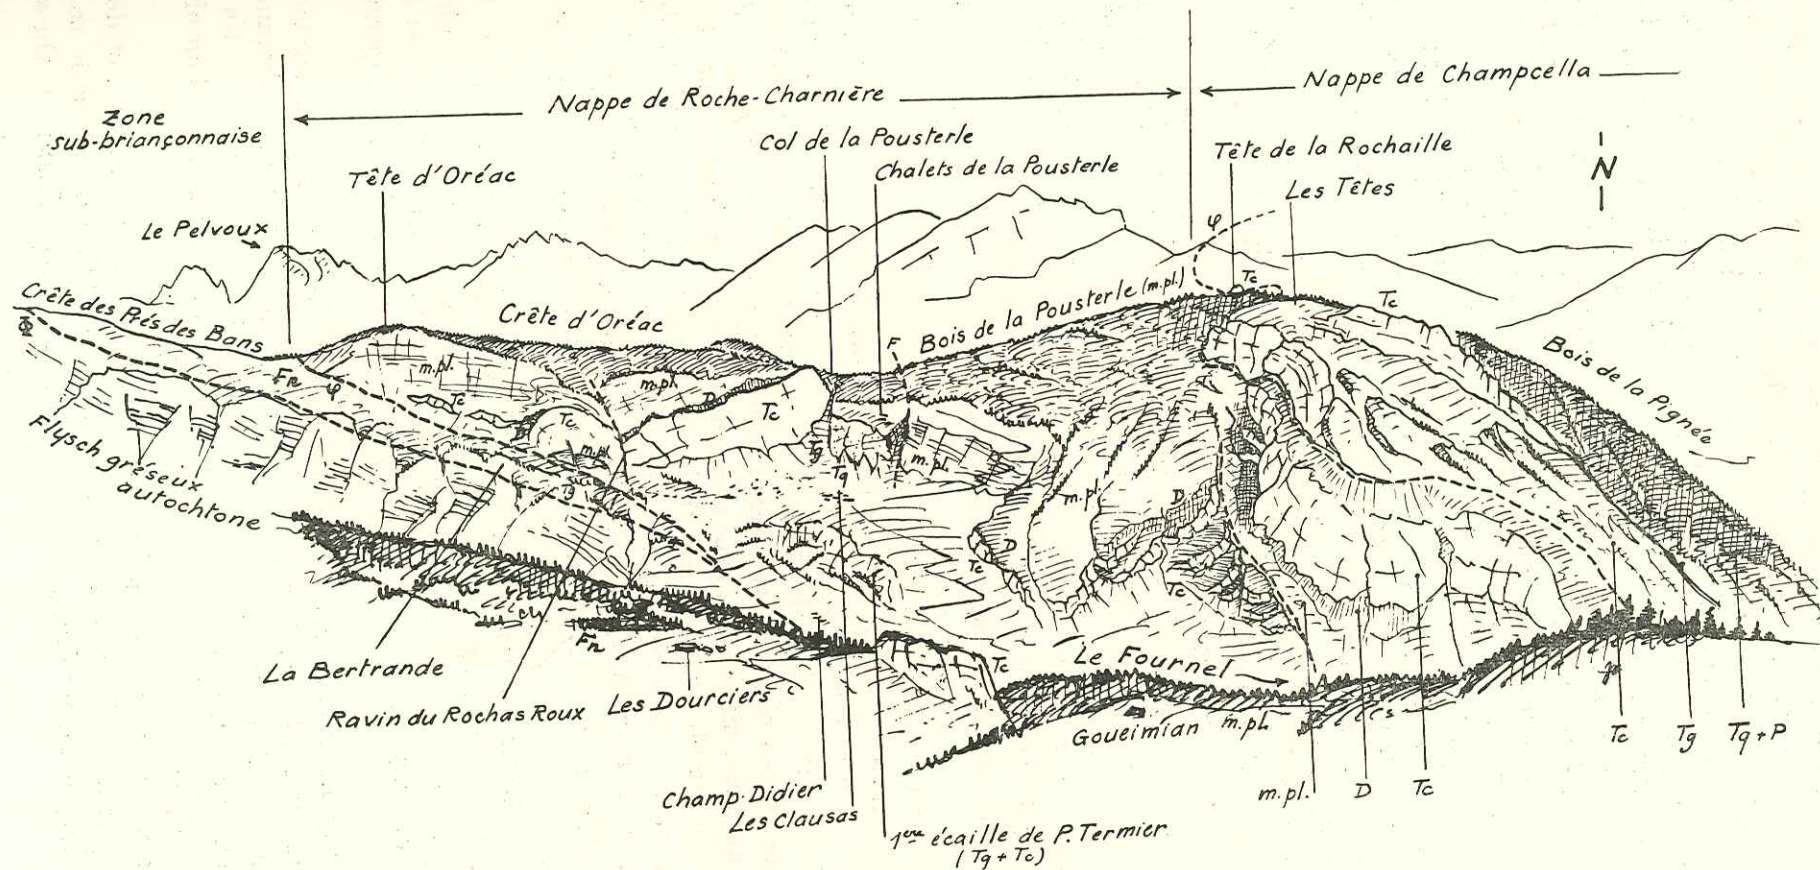 Zone
sub-briançonnaise
Nappe de Roche-Charnière
Nappe de Champcella
Tête d'Oréac
Col de la Pousterle
Chalets de la Pousterle
Tête de la Rochaille
Les Têtes
N
Le Pelvoux
φ
Crête des Prés des Bans
Crête d'Oréac
F
Bois de la Pousterle (m.pl.)
Tc
Tc
Bois de la Pignée
Fn
φ
m.pl.
Tc
m.pl.
D
Tc
Tc
m.pl.
Tg
Tq
m.pl.
Flysch gréseux
autochtone
m.pl.
D
D
Tc
Tc
Fn
La Bertrande
Ravin du Rochas Roux
Les Dourciers
Tc
Le Fournel
Goueimian
m.pl.
Champ-Didier
Les Clausas
1ere écaille de P. Termier
(Tq + Tc)
m.pl.
D
Tc
Tc
Tg
Tq + P